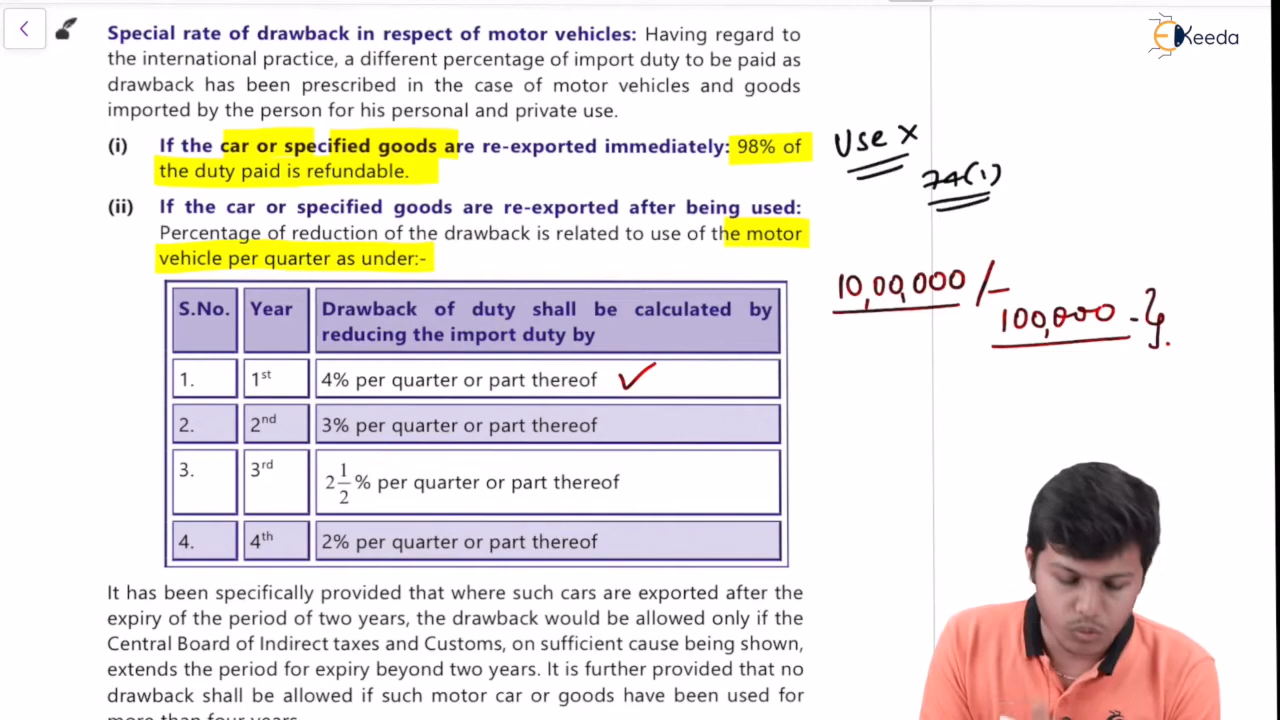 Special rate of drawback in respect of motor vehicles: Having regard to
the international practice, a different percentage of import duty to be paid as
drawback has been prescribed in the case of motor vehicles and goods
imported by the person for his personal and private use.
(i) If the car or specified goods are re-exported immediately: 98% of
the duty paid is refundable.
(ii) If the car or specified goods are re-exported after being used:
Percentage of reduction of the drawback is related to use of the motor
vehicle per quarter as under:-
S.No. Year Drawback of duty shall be calculated by
reducing the import duty by
1. 1st 4% per quarter or part thereof
2. 2nd 3% per quarter or part thereof
3. 3rd 2 1/2% per quarter or part thereof
4. 4th 2% per quarter or part thereof
It has been specifically provided that where such cars are exported after the
expiry of the period of two years, the drawback would be allowed only if the
Central Board of Indirect taxes and Customs, on sufficient cause being shown,
extends the period for expiry beyond two years. It is further provided that no
drawback shall be allowed if such motor car or goods have been used for
more than four years.
EKeeda
Use x
74(1)
10,00,000/-
100,000